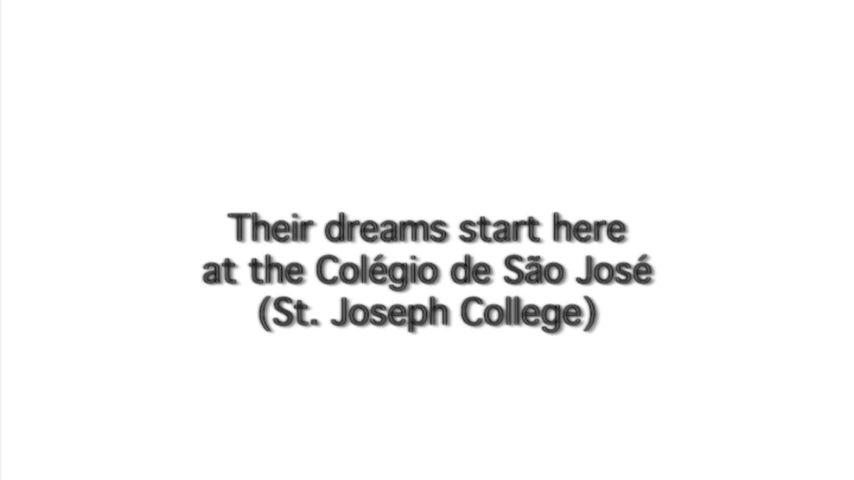 Their dreams start here
at the Colégio de São José
(St. Joseph College)